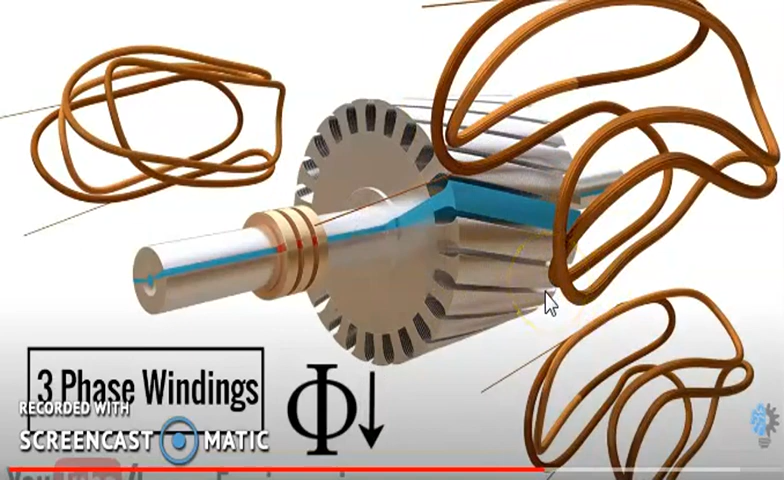 3 Phase Windings
Φ↓
RECORDED WITH
SCREENCAST MATIC